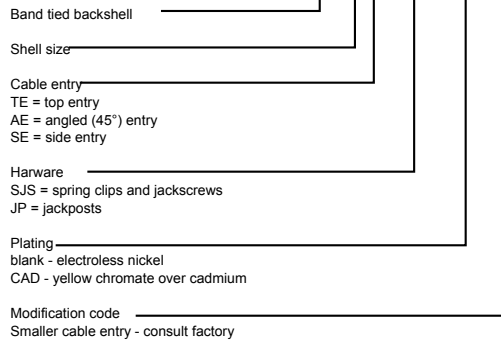 Band tied backshell
Shell size
Cable entry
TE = top entry
AE = angled (45°) entry
SE = side entry
Harware
SJS = spring clips and jackscrews
JP = jackposts
Plating
blank - electroless nickel
CAD - yellow chromate over cadmium
Modification code
Smaller cable entry - consult factory